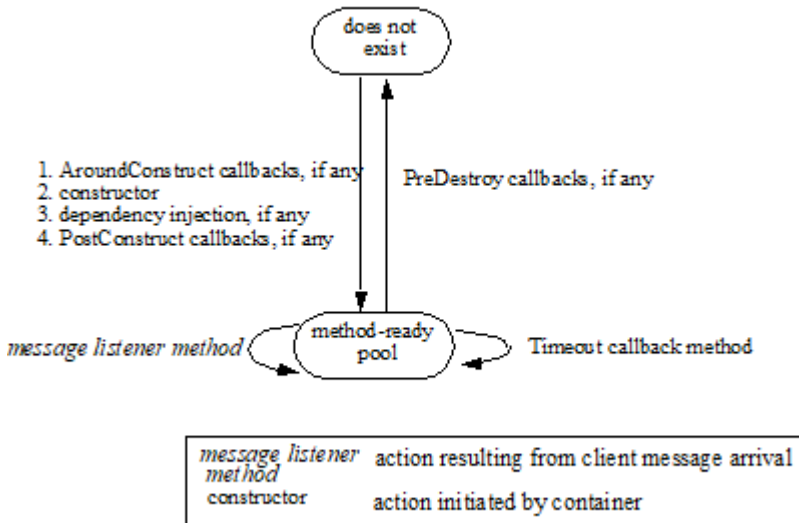 does not
exist
1. AroundConstruct callbacks, if any
2. constructor
3. dependency injection, if any
4. PostConstruct callbacks, if any
PreDestroy callbacks, if any
message listener method
method-ready
pool
Timeout callback method
message listener
method
action resulting from client message arrival
constructor
action initiated by container